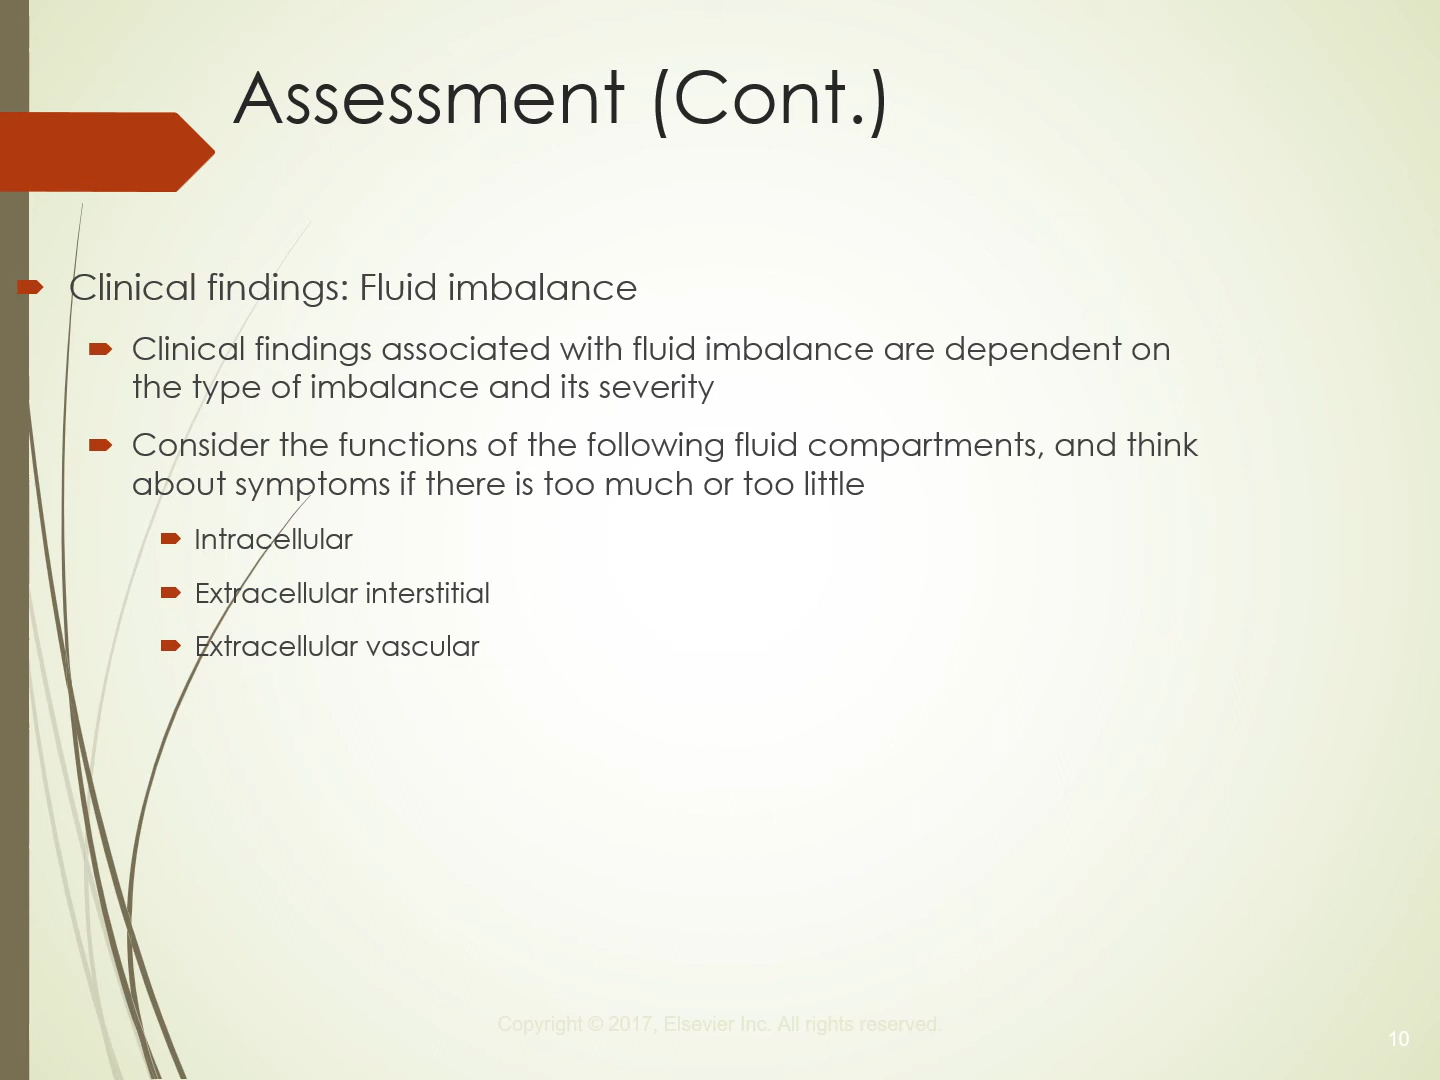 Assessment (Cont.)
Clinical findings: Fluid imbalance
Clinical findings associated with fluid imbalance are dependent on
the type of imbalance and its severity
Consider the functions of the following fluid compartments, and think
about symptoms if there is too much or too little
Intracellular
Extracellular interstitial
Extracellular vascular
Copyright © 2017, Elsevier Inc. All rights reserved.
10